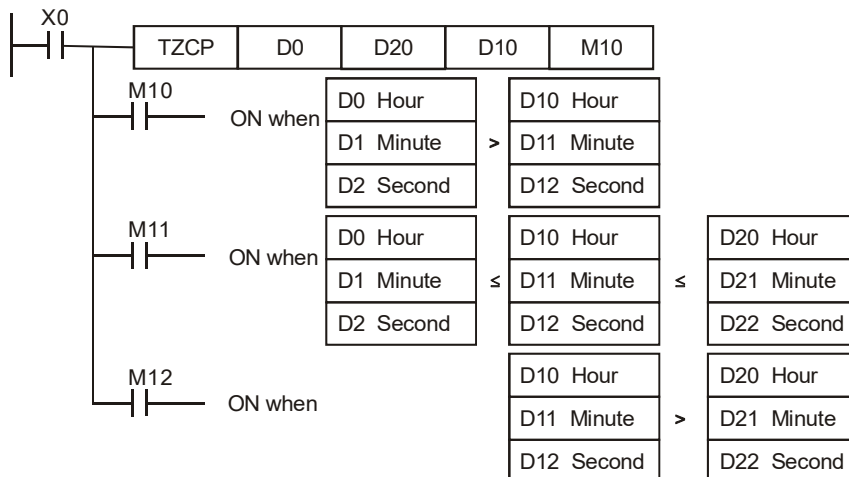 X0
TZCP D0 D20 D10 M10
M10
ON when
D0 Hour
D1 Minute
D2 Second
>
D10 Hour
D11 Minute
D12 Second
M11
ON when
D0 Hour
D1 Minute
D2 Second
≤
D10 Hour
D11 Minute
D12 Second
≤
D20 Hour
D21 Minute
D22 Second
M12
ON when
D10 Hour
D11 Minute
D12 Second
>
D20 Hour
D21 Minute
D22 Second